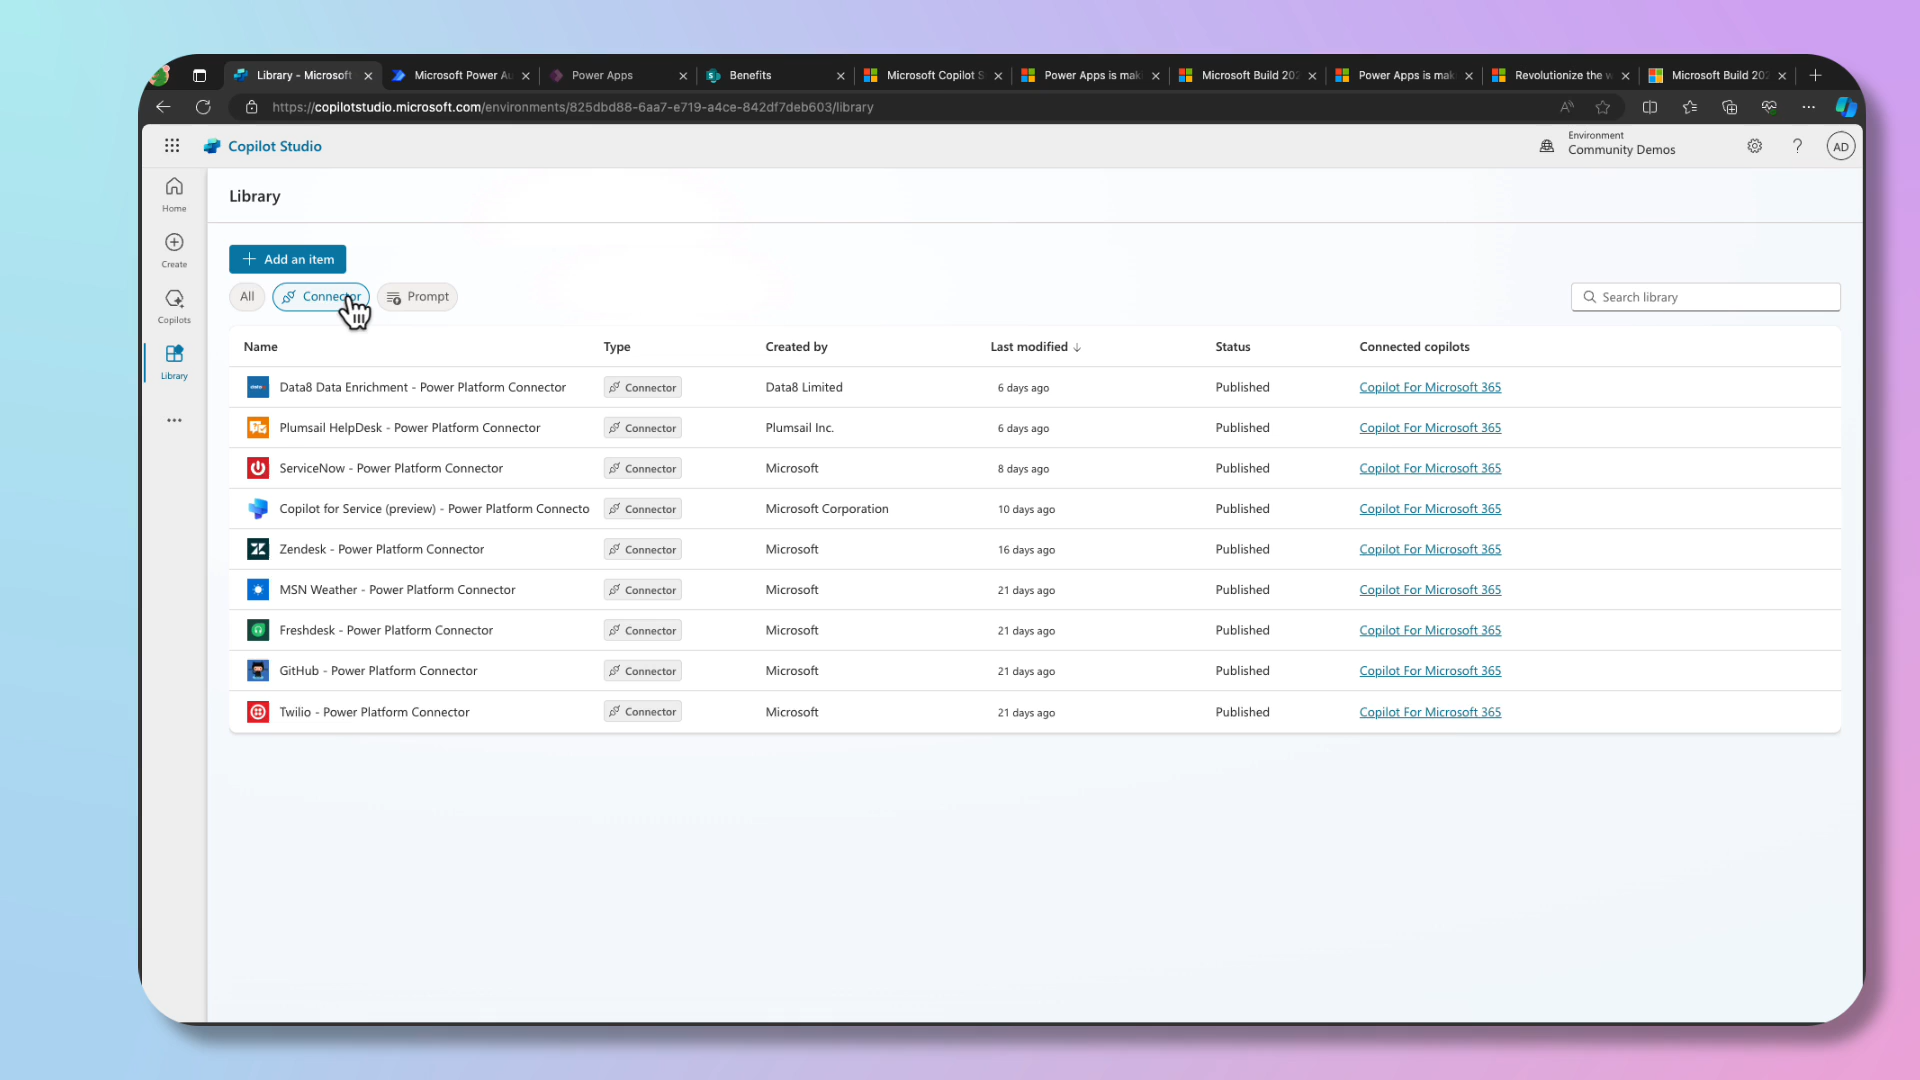 Library - Microsoft
Microsoft Power Au
Power Apps
Benefits
Microsoft Copilot S
Power Apps is maki
Microsoft Build 202
Power Apps is maki
Revolutionize the w
Microsoft Build 202
https://copilotstudio.microsoft.com/environments/825dbd88-6aa7-e719-a4ce-842df7deb603/library
Copilot Studio
Environment
Community Demos
AD
Home
Create
Copilots
Library
Library
Add an item
All
Connector
Prompt
Search library
Name Type Created by Last modified Status Connected copilots
Data8 Data Enrichment - Power Platform Connector Connector Data8 Limited 6 days ago Published Copilot For Microsoft 365
Plumsail HelpDesk - Power Platform Connector Connector Plumsail Inc. 6 days ago Published Copilot For Microsoft 365
ServiceNow - Power Platform Connector Connector Microsoft 8 days ago Published Copilot For Microsoft 365
Copilot for Service (preview) - Power Platform Connecto Connector Microsoft Corporation 10 days ago Published Copilot For Microsoft 365
Zendesk - Power Platform Connector Connector Microsoft 16 days ago Published Copilot For Microsoft 365
MSN Weather - Power Platform Connector Connector Microsoft 21 days ago Published Copilot For Microsoft 365
Freshdesk - Power Platform Connector Connector Microsoft 21 days ago Published Copilot For Microsoft 365
GitHub - Power Platform Connector Connector Microsoft 21 days ago Published Copilot For Microsoft 365
Twilio - Power Platform Connector Connector Microsoft 21 days ago Published Copilot For Microsoft 365